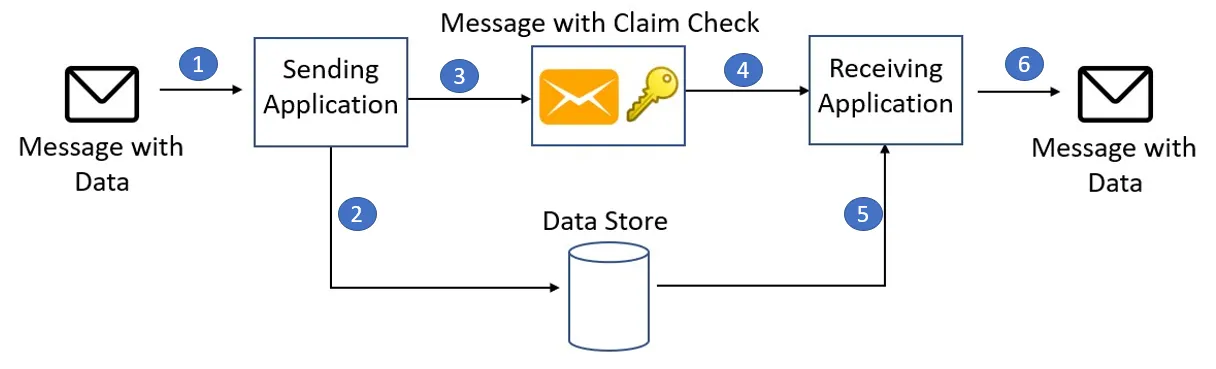 Message with Claim Check
1
Sending
Application
3
4
Receiving
Application
6
Message with
Data
Message with
Data
2
5
Data Store